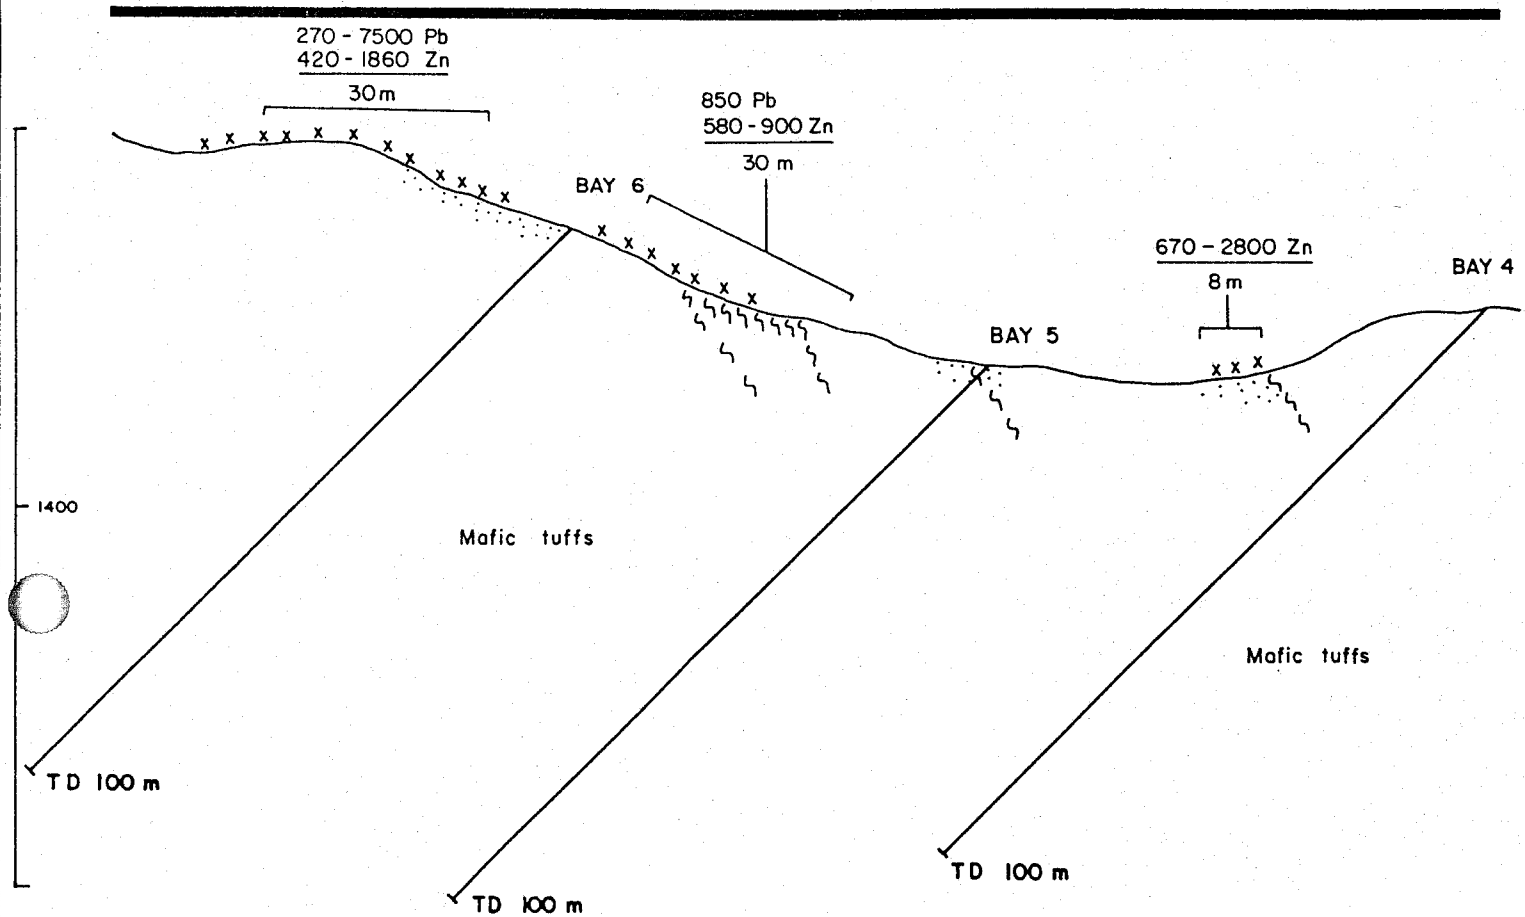 270 - 7500 Pb
420 - 1860 Zn
30 m
850 Pb
580 - 900 Zn
30 m
BAY 6
670 - 2800 Zn
8 m
BAY 4
BAY 5
1400
Mafic tuffs
Mafic tuffs
TD 100 m
TD 100 m
TD 100 m